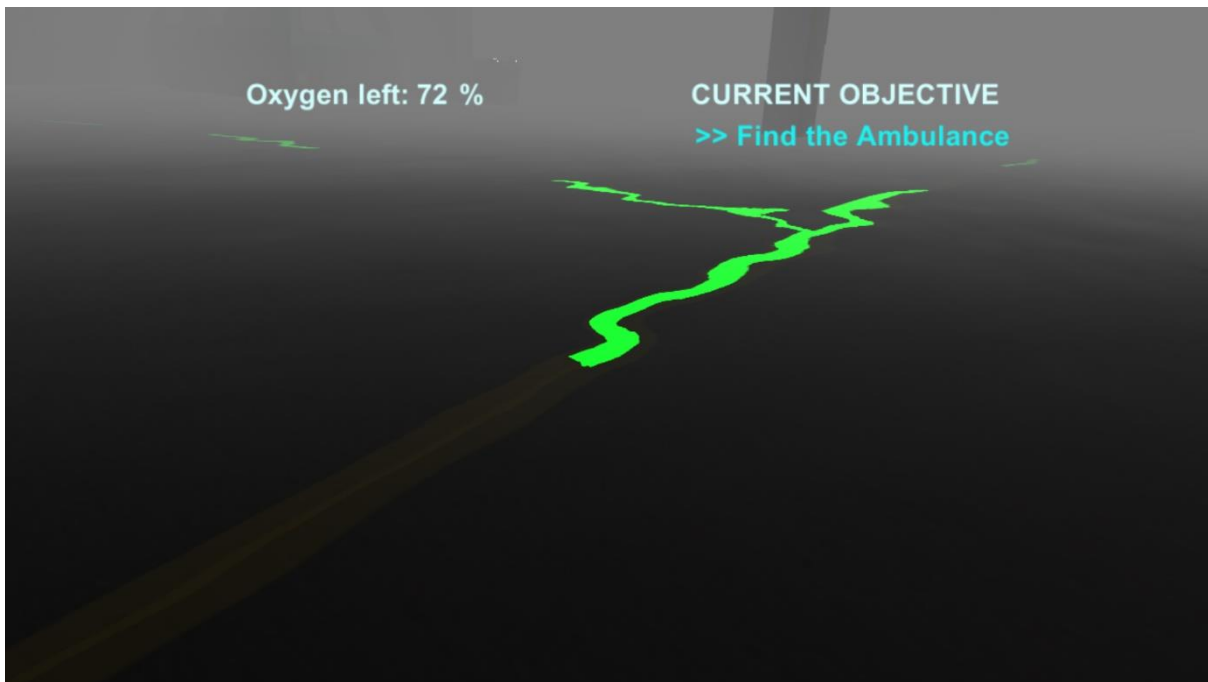 Oxygen left: 72 %
CURRENT OBJECTIVE
>> Find the Ambulance